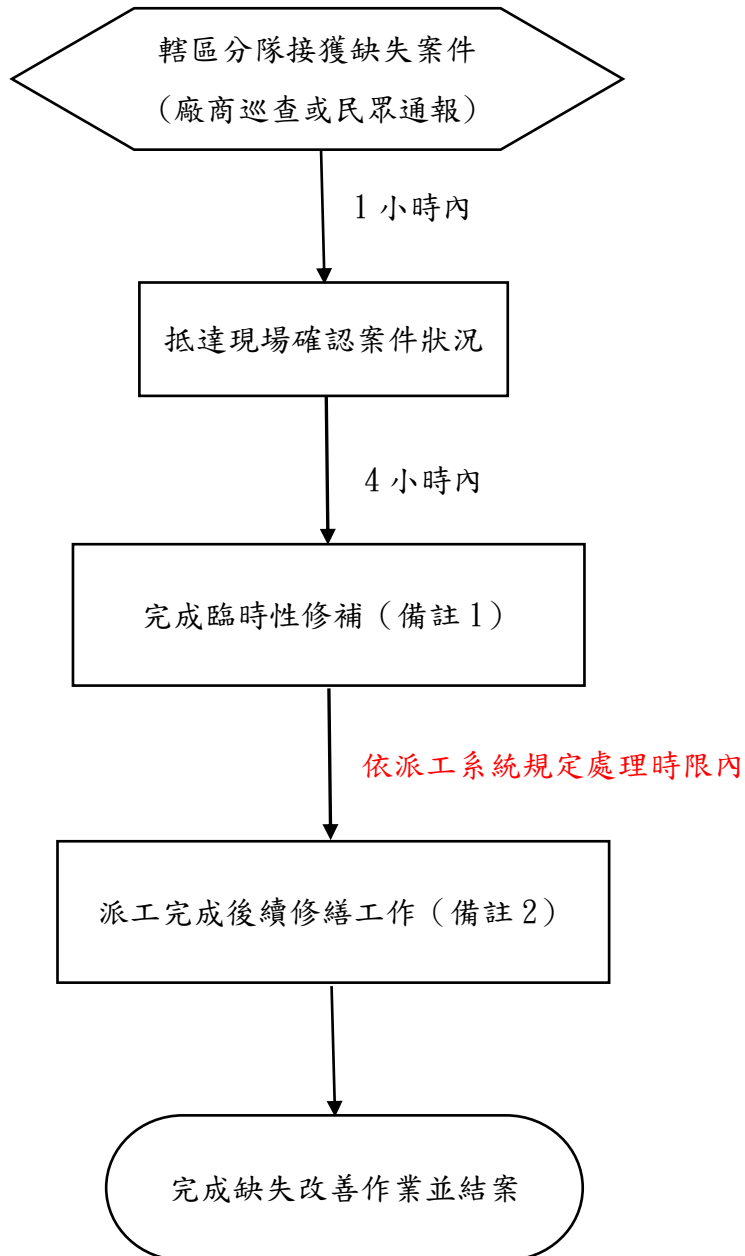 轄區分隊接獲缺失案件
(廠商巡查或民眾通報)
1 小時內
抵達現場確認案件狀況
4 小時內
完成臨時性修補（備註 1）
依派工系統規定處理時限內
派工完成後續修繕工作（備註 2）
完成缺失改善作業並結案